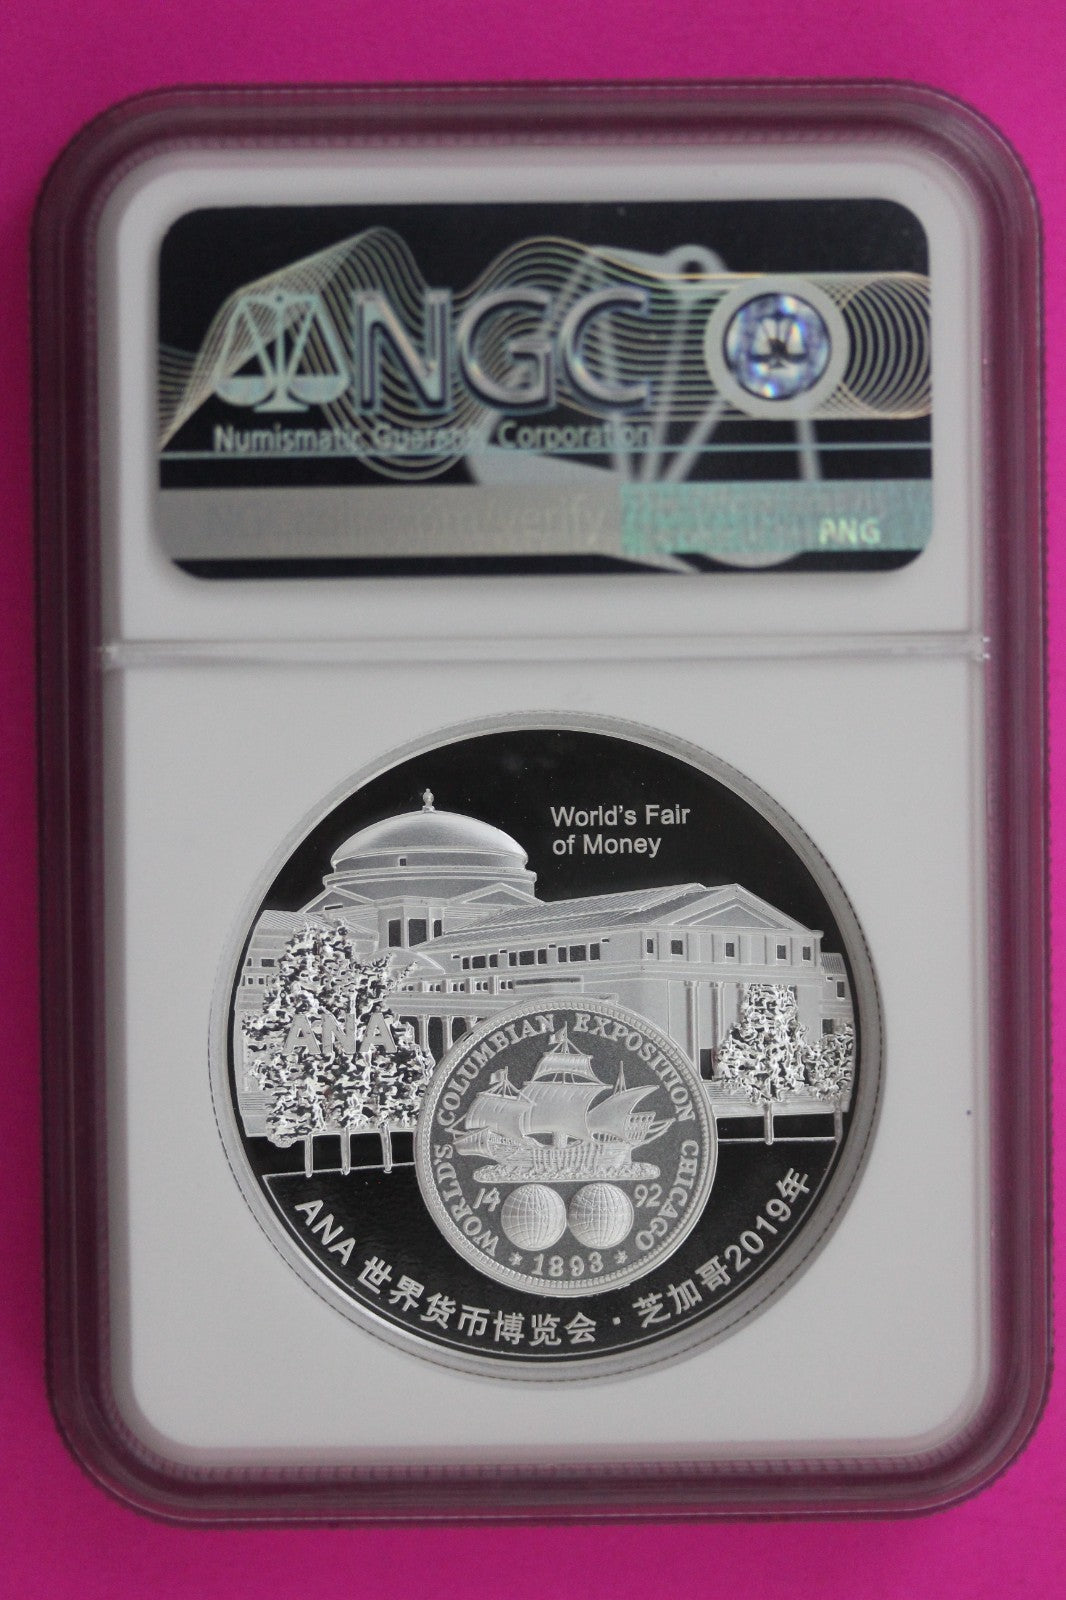 NGC
Numismatic Guaranty Corporation
ANG
World's Fair
of Money
ANA
WORLD'S COLUMBIAN EXPOSITION CHICAGO
14 92
* 1893 *
ANA 世界货币博览会 · 芝加哥2019年